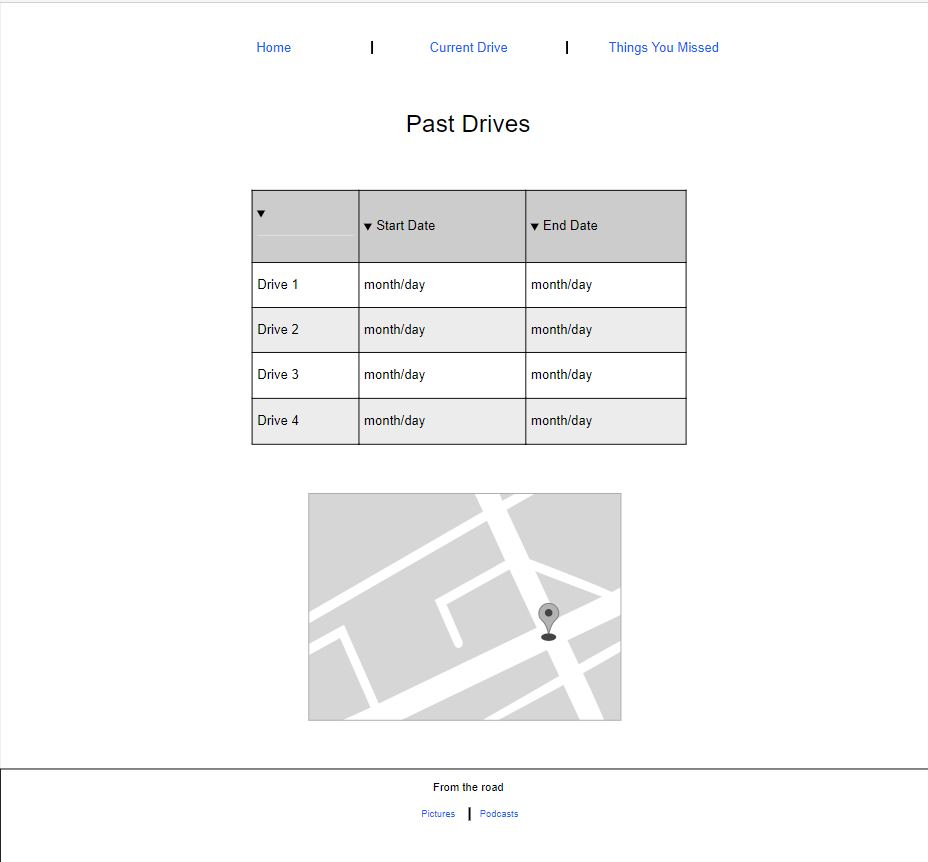 Home | Current Drive | Things You Missed
Past Drives
▼
▼ Start Date ▼ End Date
Drive 1 month/day month/day
Drive 2 month/day month/day
Drive 3 month/day month/day
Drive 4 month/day month/day
From the road
Pictures | Podcasts